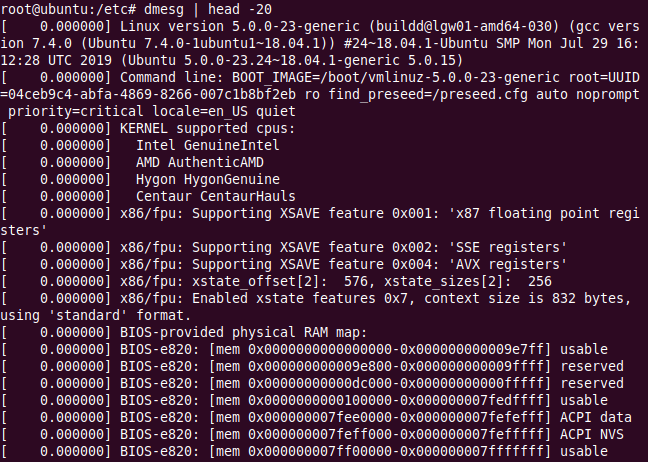 root@ubuntu:/etc# dmesg | head -20
[    0.000000] Linux version 5.0.0-23-generic (buildd@lgw01-amd64-030) (gcc vers
ion 7.4.0 (Ubuntu 7.4.0-1ubuntu1~18.04.1)) #24~18.04.1-Ubuntu SMP Mon Jul 29 16:
12:28 UTC 2019 (Ubuntu 5.0.0-23.24~18.04.1-generic 5.0.15)
[    0.000000] Command line: BOOT_IMAGE=/boot/vmlinuz-5.0.0-23-generic root=UUID
=04ceb9c4-abfa-4869-8266-007c1b8bf2eb ro find_preseed=/preseed.cfg auto noprompt
 priority=critical locale=en_US quiet
[    0.000000] KERNEL supported cpus:
[    0.000000]   Intel GenuineIntel
[    0.000000]   AMD AuthenticAMD
[    0.000000]   Hygon HygonGenuine
[    0.000000]   Centaur CentaurHauls
[    0.000000] x86/fpu: Supporting XSAVE feature 0x001: 'x87 floating point regi
sters'
[    0.000000] x86/fpu: Supporting XSAVE feature 0x002: 'SSE registers'
[    0.000000] x86/fpu: Supporting XSAVE feature 0x004: 'AVX registers'
[    0.000000] x86/fpu: xstate_offset[2]:  576, xstate_sizes[2]:  256
[    0.000000] x86/fpu: Enabled xstate features 0x7, context size is 832 bytes,
using 'standard' format.
[    0.000000] BIOS-provided physical RAM map:
[    0.000000] BIOS-e820: [mem 0x0000000000000000-0x000000000009e7ff] usable
[    0.000000] BIOS-e820: [mem 0x000000000009e800-0x000000000009ffff] reserved
[    0.000000] BIOS-e820: [mem 0x00000000000dc000-0x00000000000fffff] reserved
[    0.000000] BIOS-e820: [mem 0x0000000000100000-0x000000007fedffff] usable
[    0.000000] BIOS-e820: [mem 0x000000007fee0000-0x000000007fefefff] ACPI data
[    0.000000] BIOS-e820: [mem 0x000000007feff000-0x000000007fefffff] ACPI NVS
[    0.000000] BIOS-e820: [mem 0x000000007ff00000-0x000000007fffffff] usable